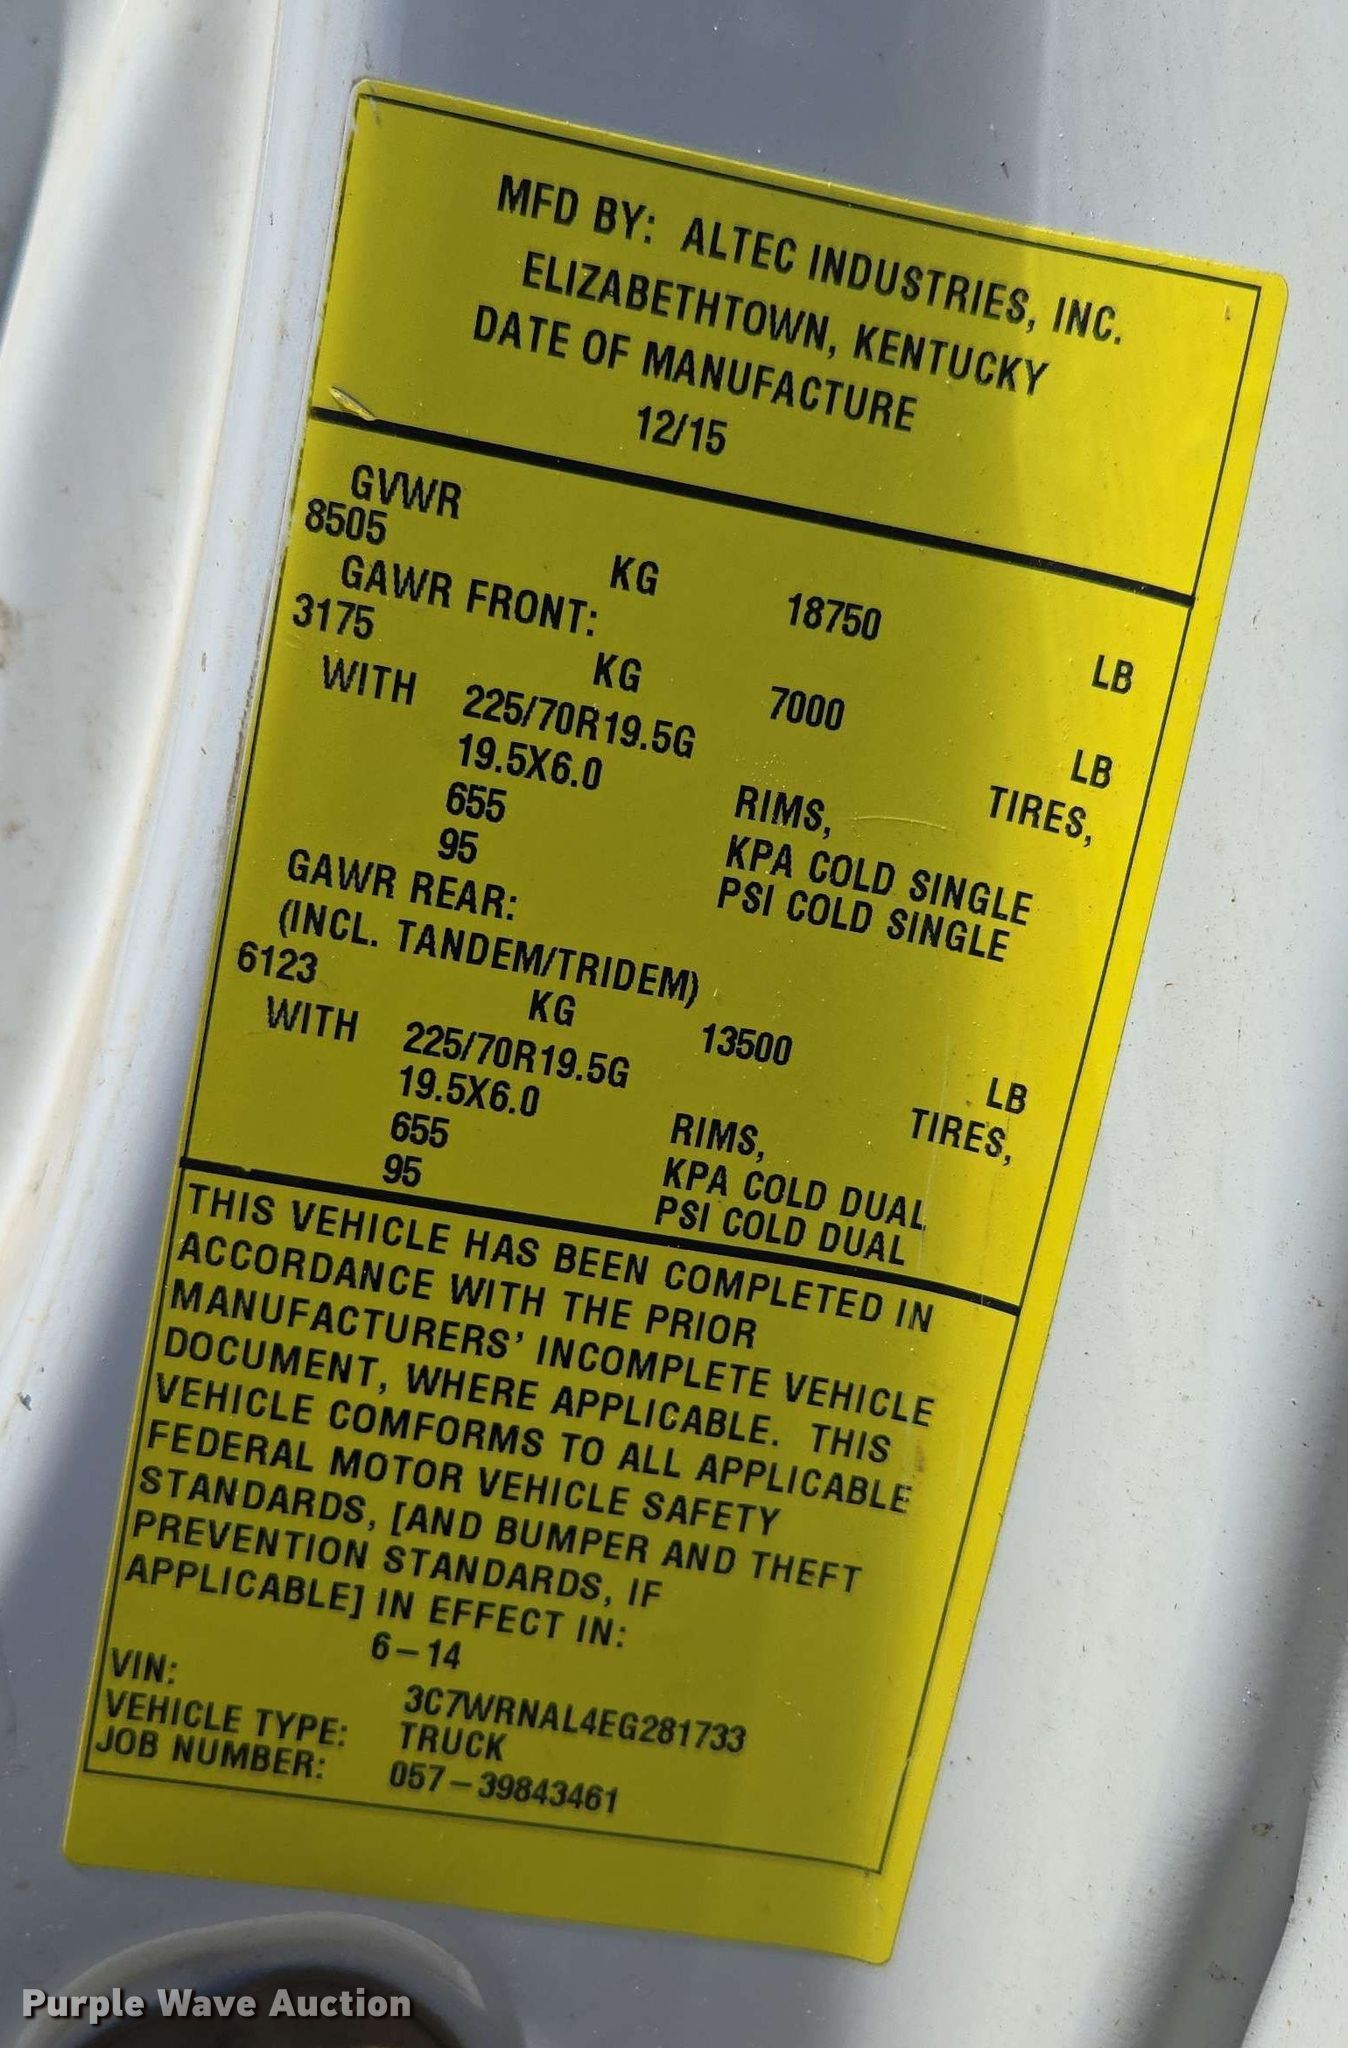 MFD BY: ALTEC INDUSTRIES, INC.
ELIZABETHTOWN, KENTUCKY
DATE OF MANUFACTURE
12/15
GVWR
8505 KG 18750 LB
GAWR FRONT:
3175 KG 7000 LB
WITH 225/70R19.5G TIRES,
19.5X6.0 RIMS,
655 KPA COLD SINGLE
95 PSI COLD SINGLE
GAWR REAR:
(INCL. TANDEM/TRIDEM)
6123 KG 13500 LB
WITH 225/70R19.5G TIRES,
19.5X6.0 RIMS,
655 KPA COLD DUAL
95 PSI COLD DUAL
THIS VEHICLE HAS BEEN COMPLETED IN
ACCORDANCE WITH THE PRIOR
MANUFACTURERS' INCOMPLETE VEHICLE
DOCUMENT, WHERE APPLICABLE. THIS
VEHICLE COMFORMS TO ALL APPLICABLE
FEDERAL MOTOR VEHICLE SAFETY
STANDARDS, [AND BUMPER AND THEFT
PREVENTION STANDARDS, IF
APPLICABLE] IN EFFECT IN:
6-14
VIN: 3C7WRNAL4EG281733
VEHICLE TYPE: TRUCK
JOB NUMBER: 057-39843461
Purple Wave Auction